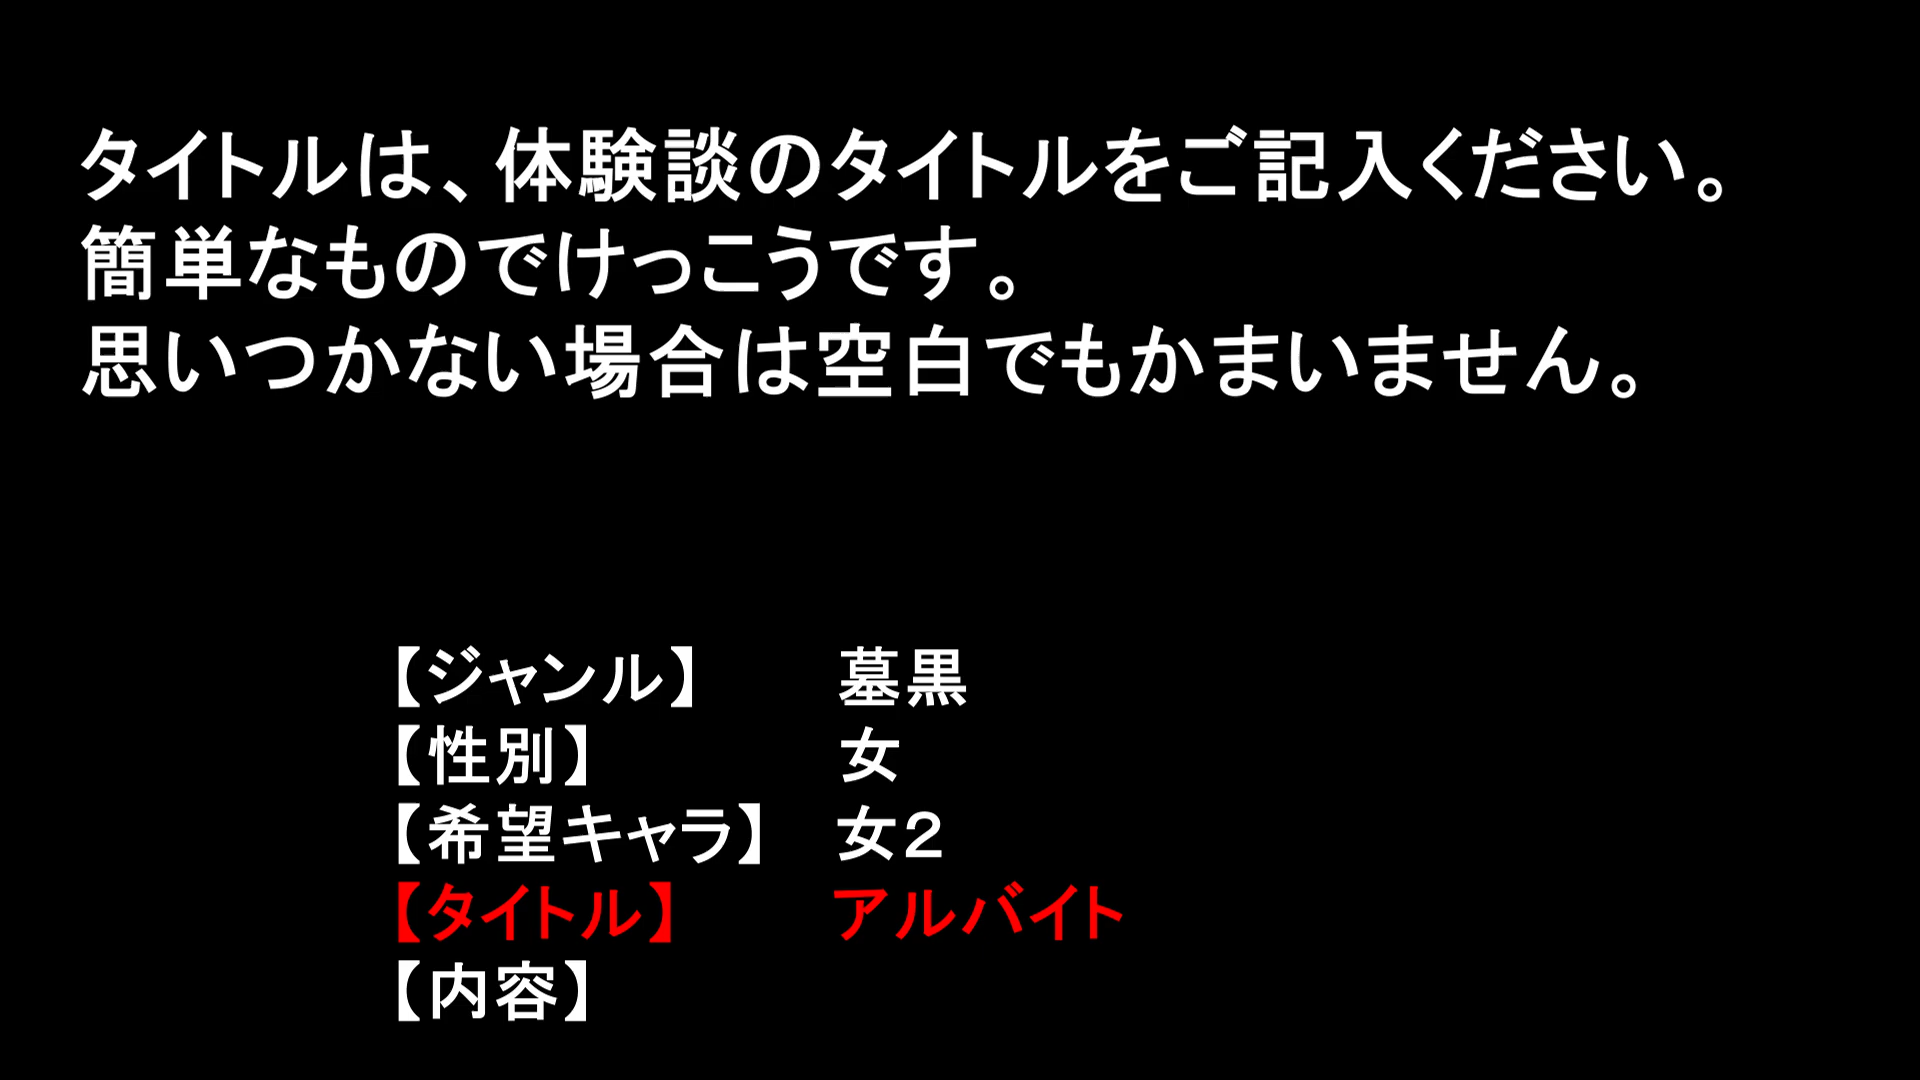 タイトルは、体験談のタイトルをご記入ください。
簡単なものでけっこうです。
思いつかない場合は空白でもかまいません。
【ジャンル】 墓黒
【性別】 女
【希望キャラ】 女２
【タイトル】 アルバイト
【内容】